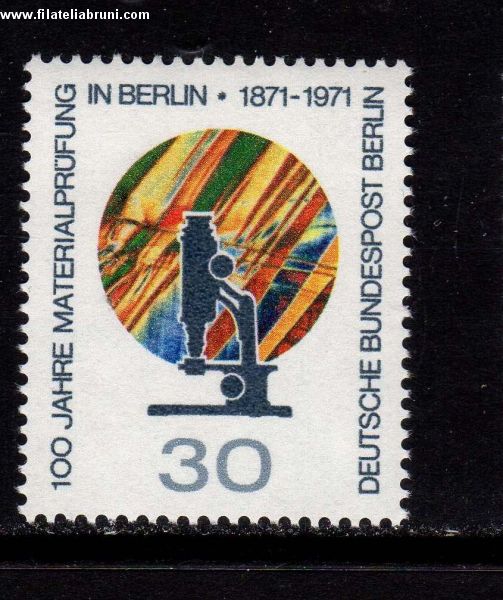 www.filateliabruni.com
100 JAHRE MATERIALPRÜFUNG
IN BERLIN * 1871-1971
DEUTSCHE BUNDESPOST BERLIN
30